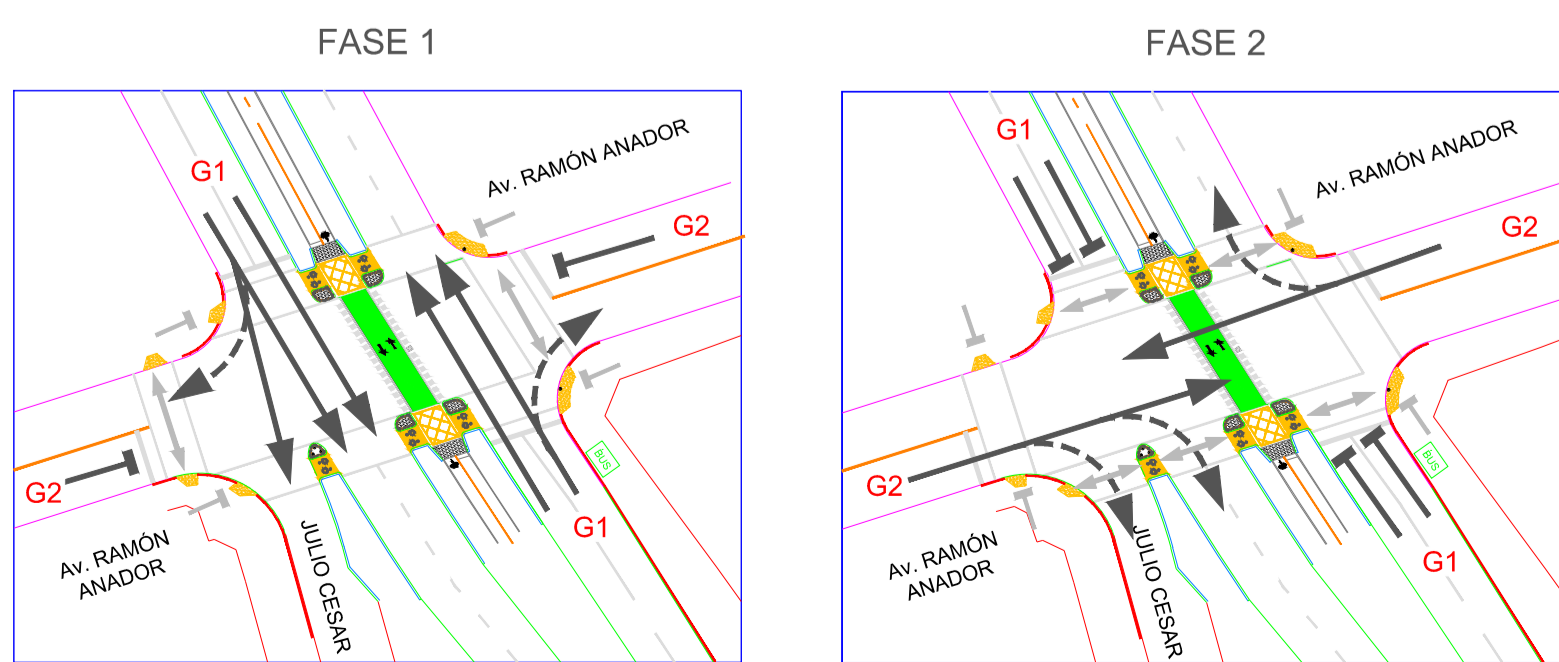 FASE 1
G1
Av. RAMÓN ANADOR
G2
BUS
G2
G1
Av. RAMÓN
ANADOR
JULIO CESAR
FASE 2
G1
Av. RAMÓN ANADOR
G2
BUS
G2
G1
Av. RAMÓN
ANADOR
JULIO CESAR